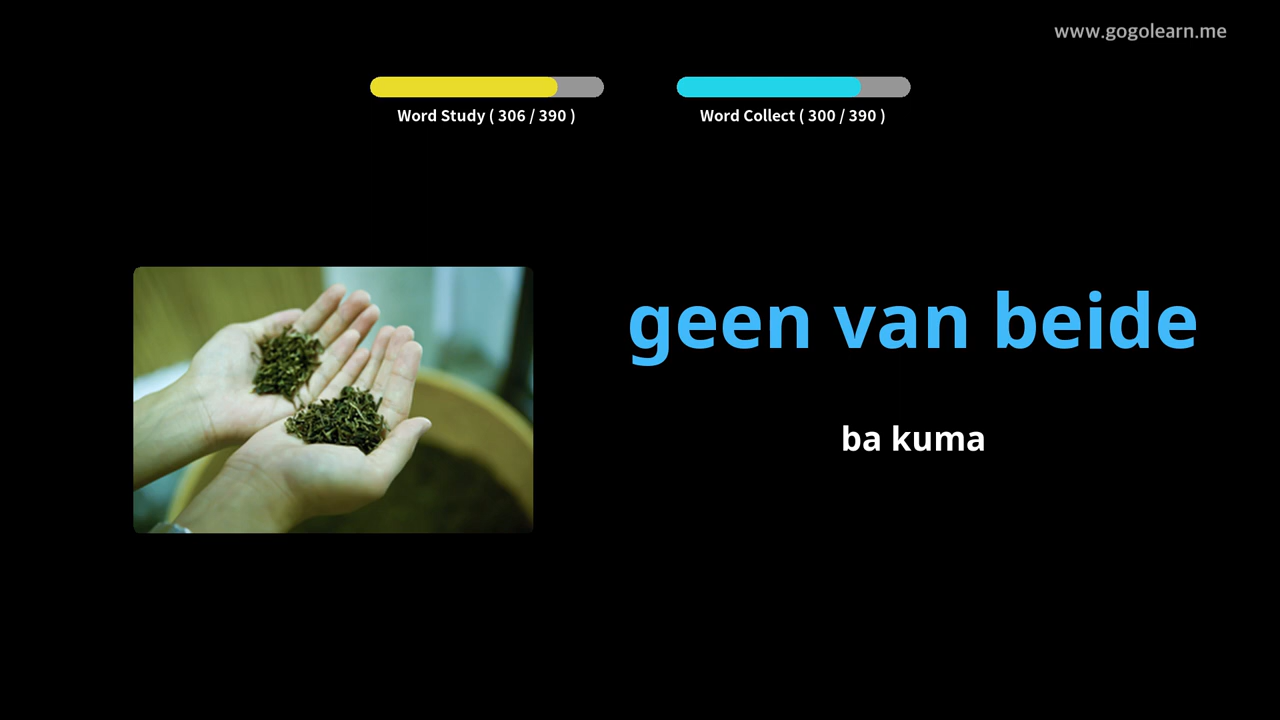 www.gogolearn.me
Word Study ( 306 / 390 )
Word Collect ( 300 / 390 )
geen van beide
ba kuma